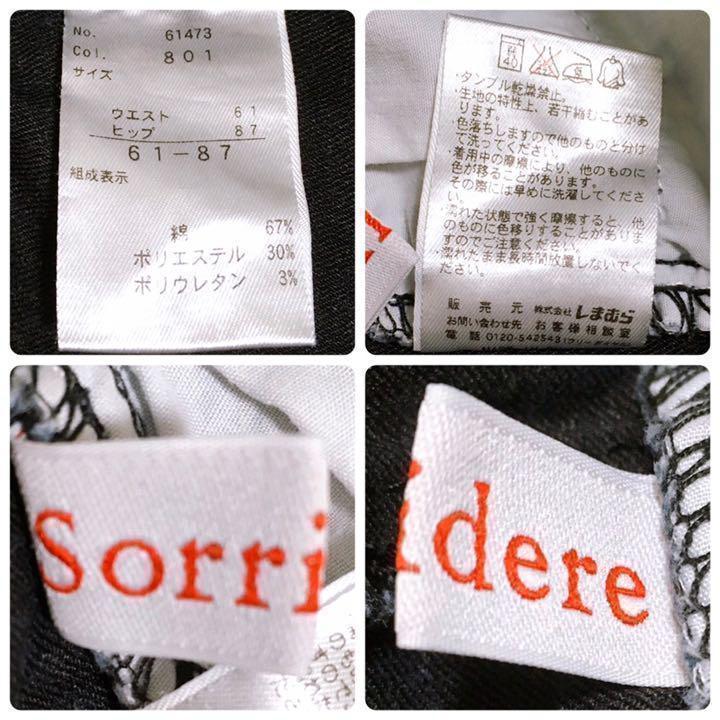 No. 61473
Col. 801
サイズ
ウエスト 61
ヒップ 87
61-87
組成表示
綿 67%
ポリエステル 30%
ポリウレタン 3%
40
・タンブル乾燥禁止。
・生地の特性上、若干縮むことがあ
ります。
・色落ちしますので他のものと分け
て洗ってください。
・着用中の摩擦により、他のものに
色が移ることがあります。
その際には早めに洗濯してくださ
い。
・濡れた状態で強く摩擦すると、他
のものに色移りすることがありま
すのでご注意ください。
・濡れたまま長時間放置しないでく
ださい。
販売元 株式会社しまむら
お問い合わせ先 お客様相談室
電話 0120-542543
Sorri
idere